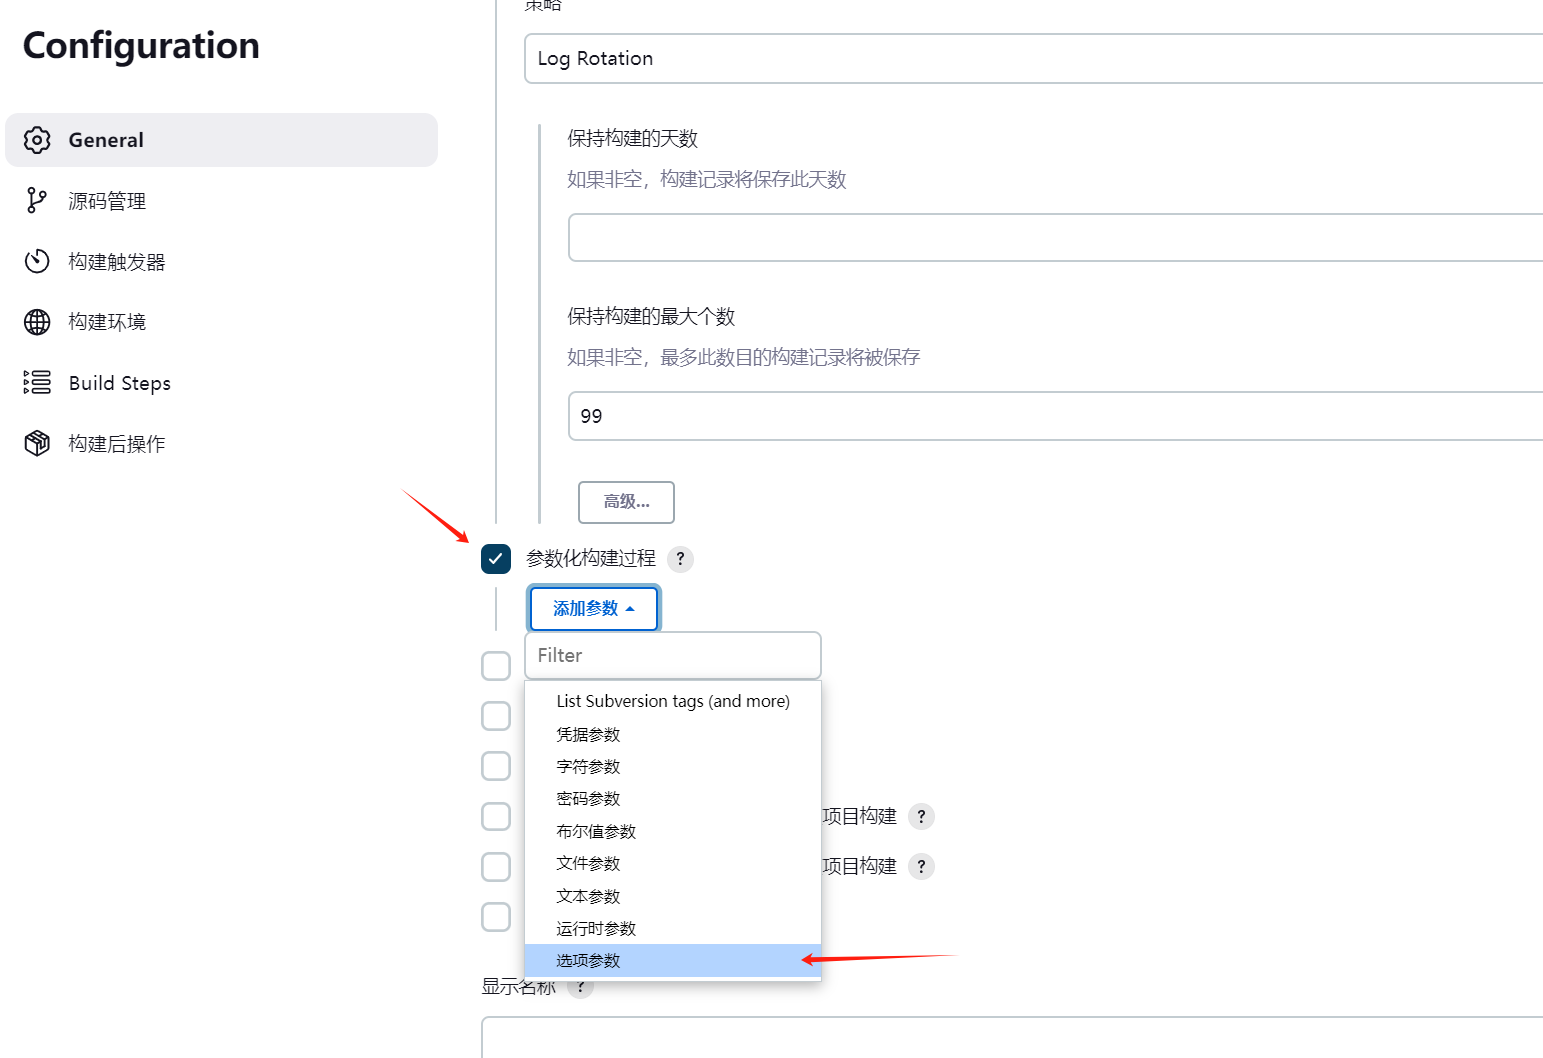 Configuration
General
源码管理
构建触发器
构建环境
Build Steps
构建后操作
策略
Log Rotation
保持构建的天数
如果非空，构建记录将保存此天数
保持构建的最大个数
如果非空，最多此数目的构建记录将被保存
99
高级...
参数化构建过程 ?
添加参数
Filter
List Subversion tags (and more)
凭据参数
字符参数
密码参数
布尔值参数
项目构建 ?
文件参数
项目构建 ?
文本参数
运行时参数
选项参数
显示名称 ?